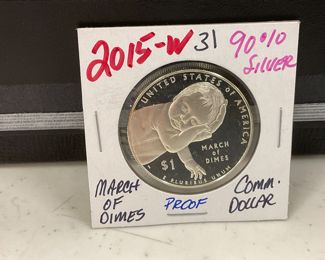 2015-W 31 90% SILVER
UNITED STATES OF AMERICA
MARCH
OF
DIMES
$1
E PLURIBUS UNUM
MARCH
OF
DIMES
PROOF
COMM.
DOLLAR